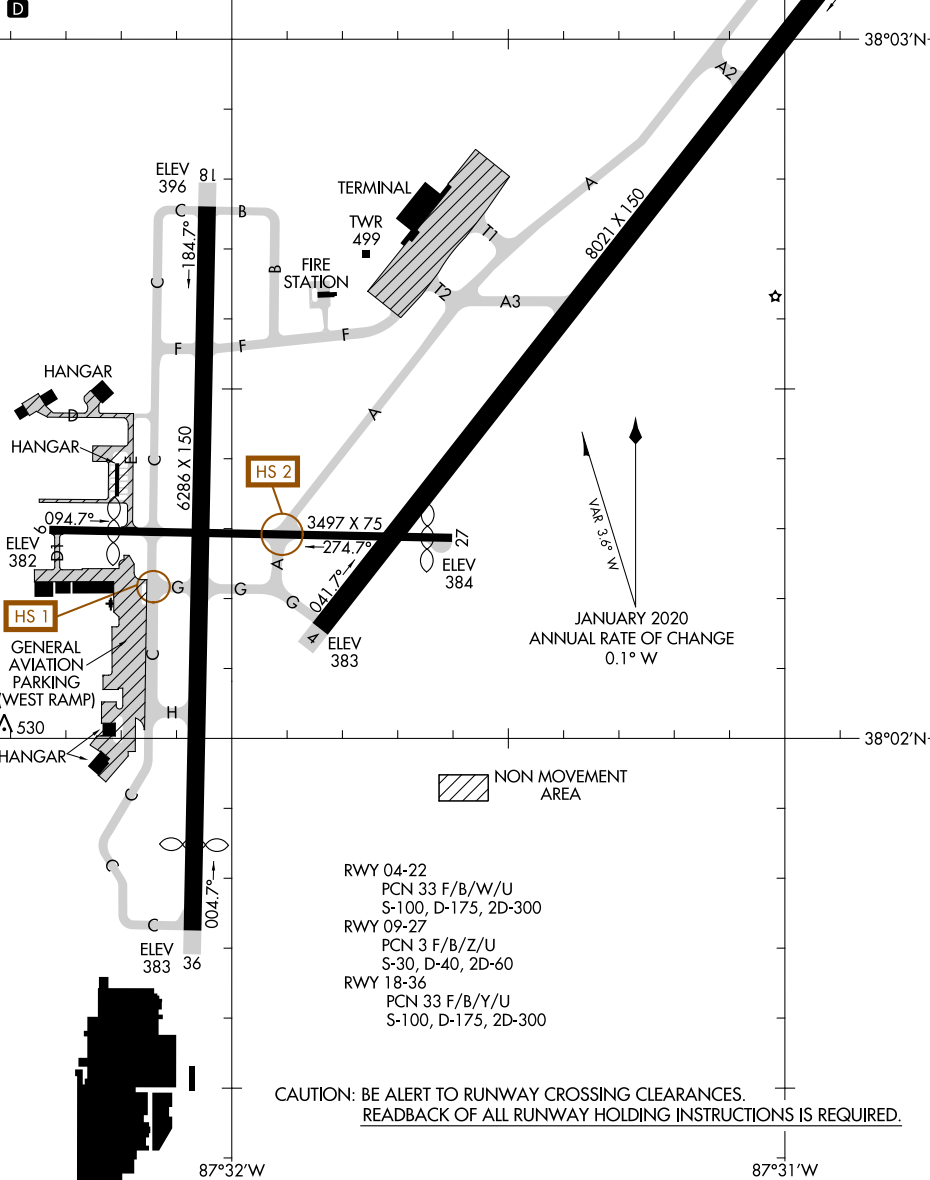 D
38°03'N
A2
ELEV
396
18
C
B
184.7°
TERMINAL
TWR
499
A
8021 X 150
T1
FIRE
STATION
B
C
T2
A3
F
F
F
HANGAR
D
A
HANGAR
E
C
6286 X 150
HS 2
VAR 3.6° W
9
094.7°
3497 X 75
274.7°
27
ELEV
382
D1
ELEV
384
A
G
G
G
041.7°
4
ELEV
383
HS 1
JANUARY 2020
ANNUAL RATE OF CHANGE
0.1° W
GENERAL
AVIATION
PARKING
(WEST RAMP)
C
H
530
HANGAR
38°02'N
NON MOVEMENT
AREA
C
C
004.7°
C
ELEV
383
36
RWY 04-22
PCN 33 F/B/W/U
S-100, D-175, 2D-300
RWY 09-27
PCN 3 F/B/Z/U
S-30, D-40, 2D-60
RWY 18-36
PCN 33 F/B/Y/U
S-100, D-175, 2D-300
CAUTION: BE ALERT TO RUNWAY CROSSING CLEARANCES.
READBACK OF ALL RUNWAY HOLDING INSTRUCTIONS IS REQUIRED.
87°32'W
87°31'W